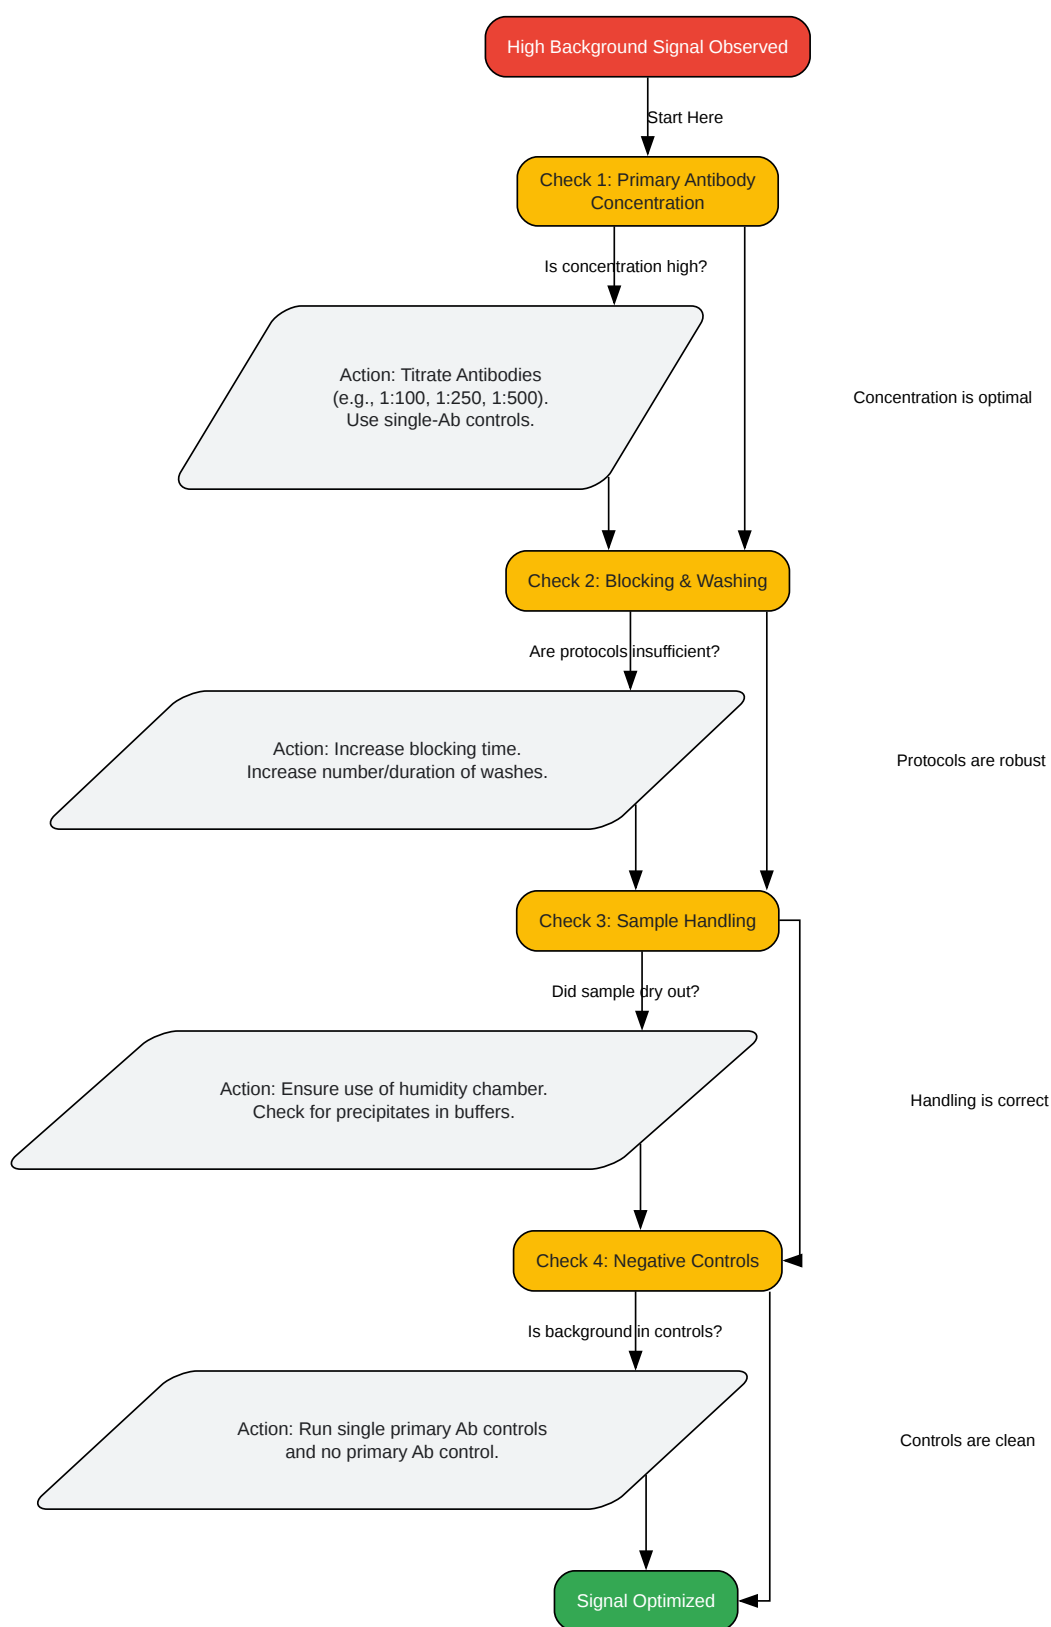 High Background Signal Observed
Start Here
Check 1: Primary Antibody
Concentration
Is concentration high?
Action: Titrate Antibodies
(e.g., 1:100, 1:250, 1:500).
Use single-Ab controls.
Concentration is optimal
Check 2: Blocking & Washing
Are protocols insufficient?
Action: Increase blocking time.
Increase number/duration of washes.
Protocols are robust
Check 3: Sample Handling
Did sample dry out?
Action: Ensure use of humidity chamber.
Check for precipitates in buffers.
Handling is correct
Check 4: Negative Controls
Is background in controls?
Action: Run single primary Ab controls
and no primary Ab control.
Controls are clean
Signal Optimized